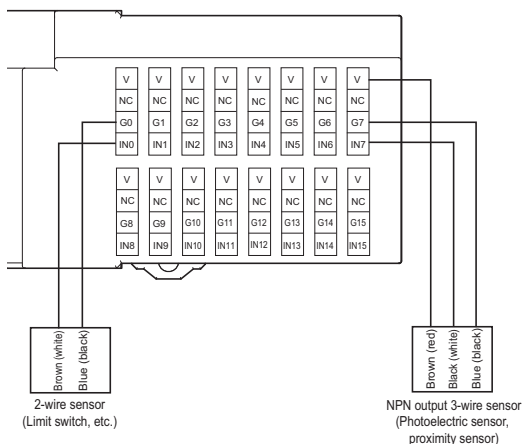 V V V V V V V V
NC NC NC NC NC NC NC NC
G0 G1 G2 G3 G4 G5 G6 G7
IN0 IN1 IN2 IN3 IN4 IN5 IN6 IN7
V V V V V V V V
NC NC NC NC NC NC NC NC
G8 G9 G10 G11 G12 G13 G14 G15
IN8 IN9 IN10 IN11 IN12 IN13 IN14 IN15
Brown (white)
Blue (black)
2-wire sensor
(Limit switch, etc.)
Brown (red)
Black (white)
Blue (black)
NPN output 3-wire sensor
(Photoelectric sensor,
proximity sensor)